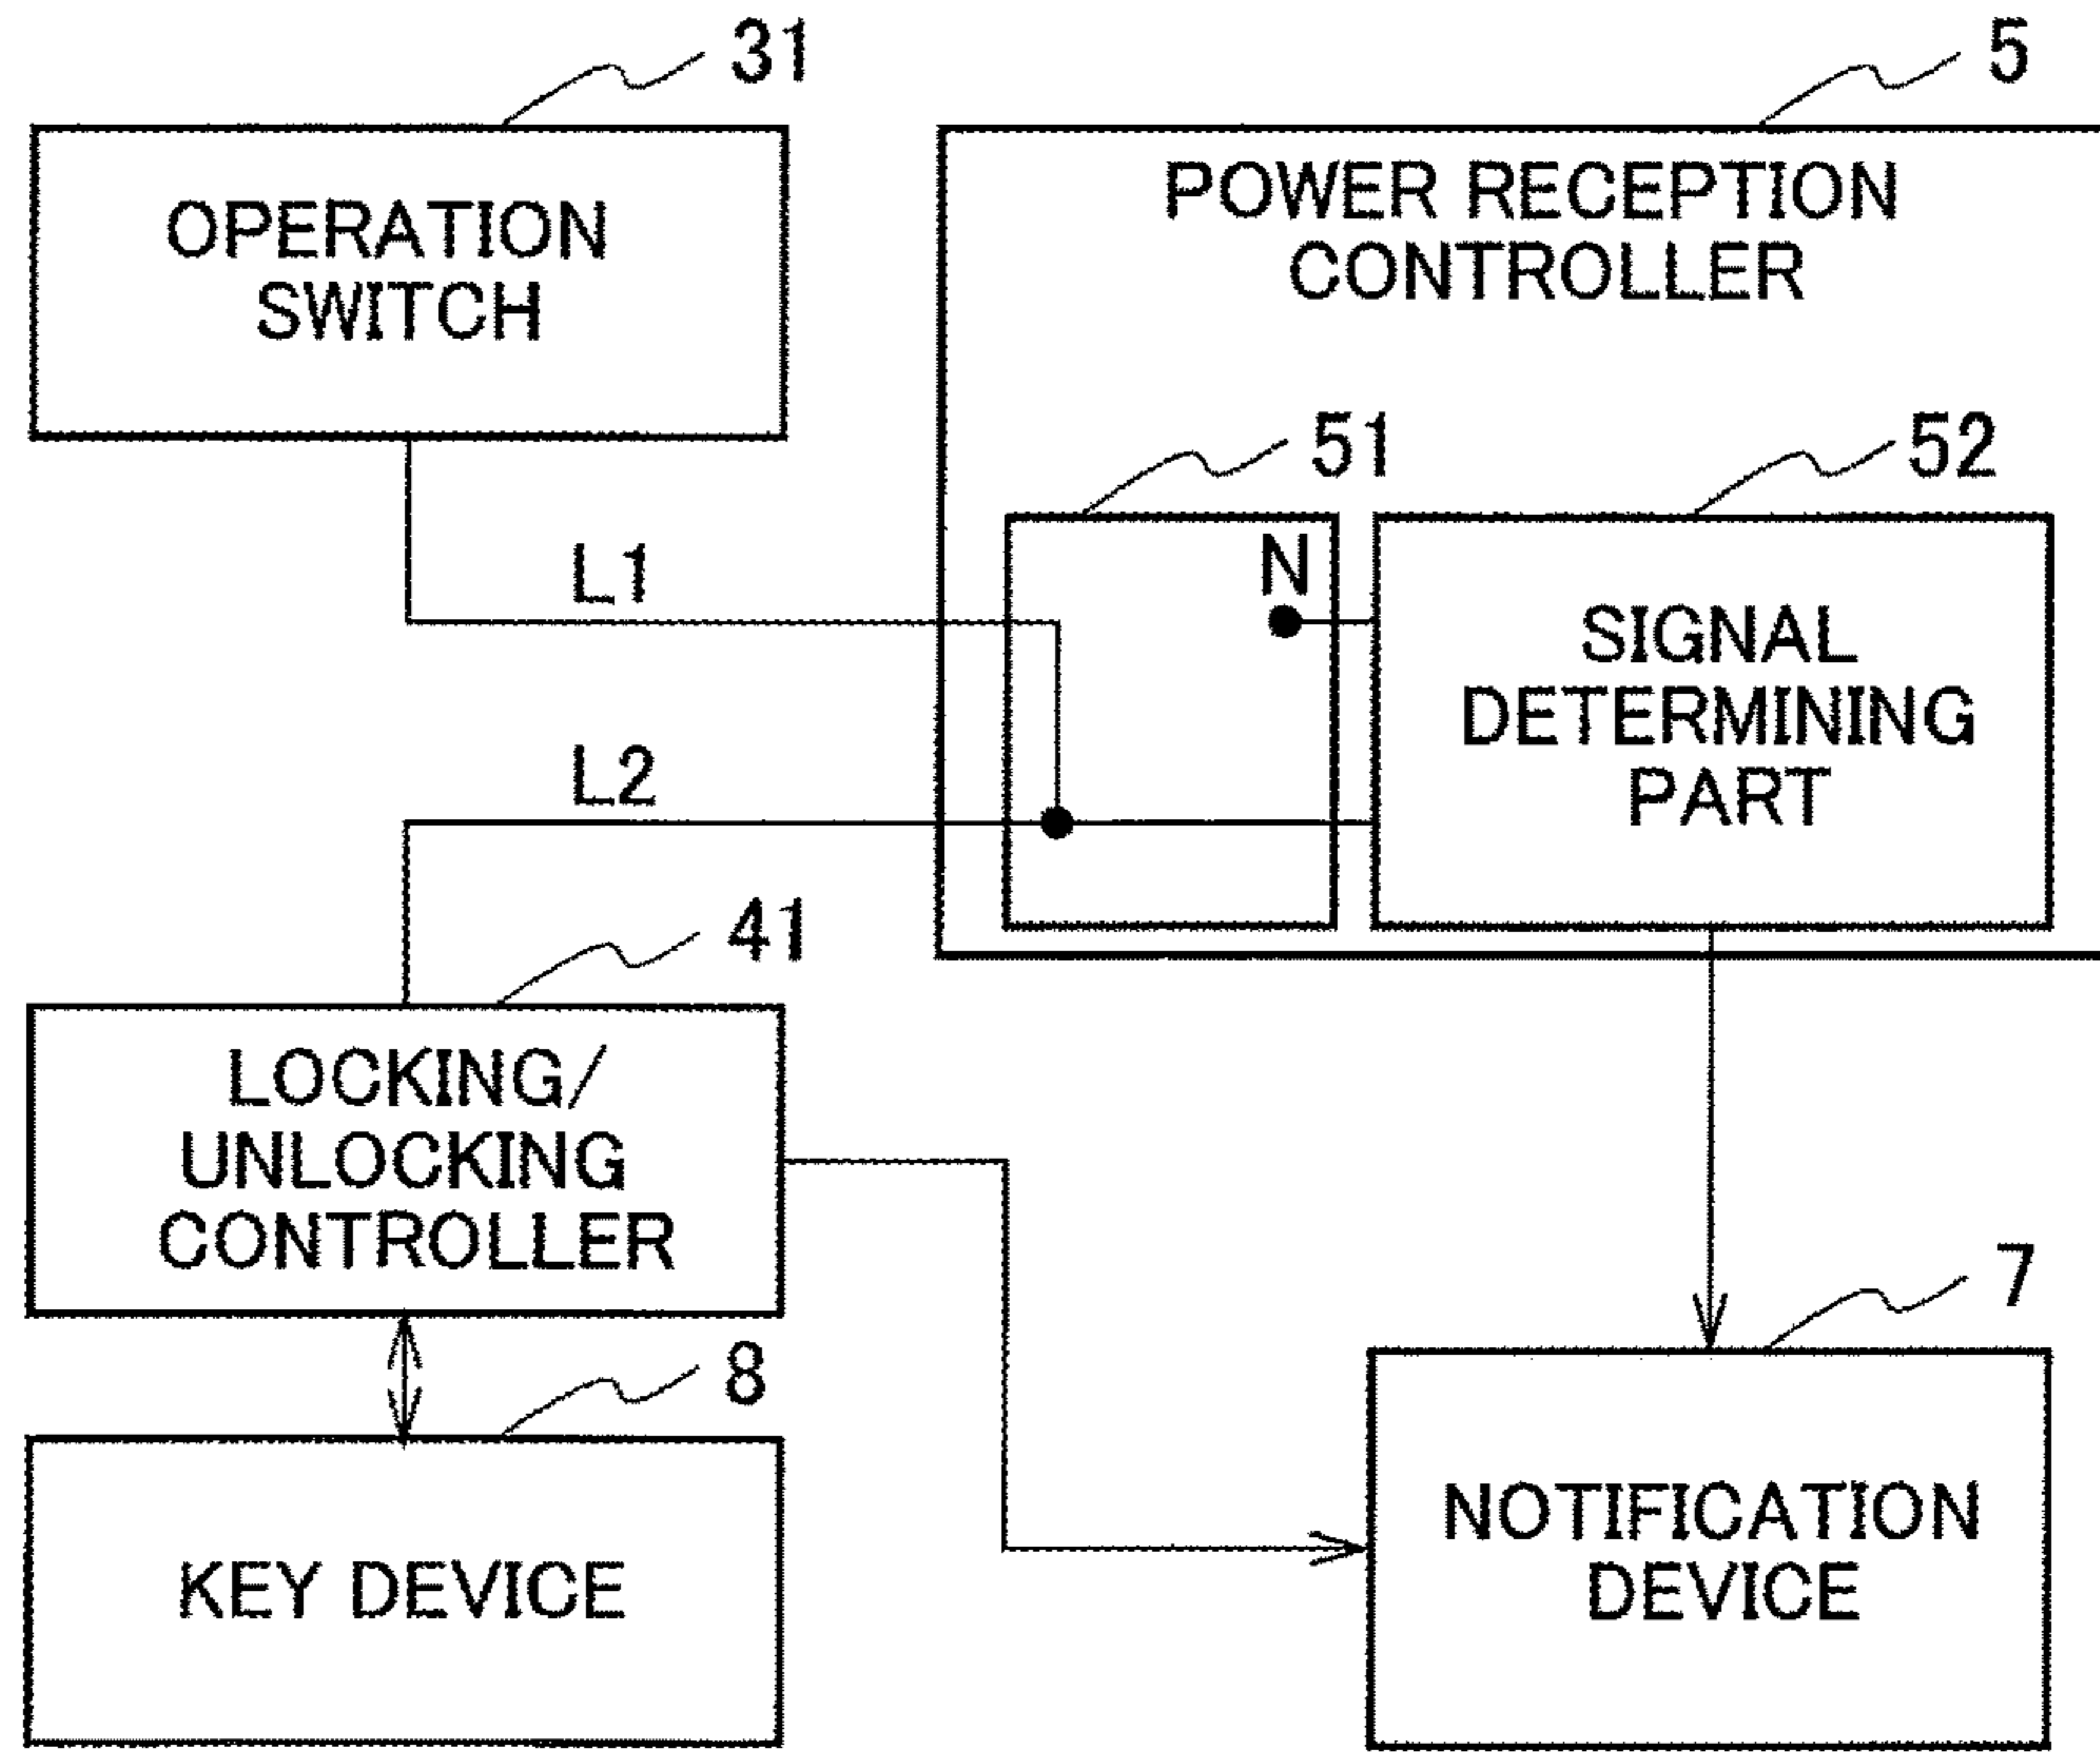 31
5
OPERATION
SWITCH
POWER RECEPTION
CONTROLLER
51
52
L1
N
SIGNAL
DETERMINING
PART
L2
41
LOCKING/
UNLOCKING
CONTROLLER
7
8
KEY DEVICE
NOTIFICATION
DEVICE